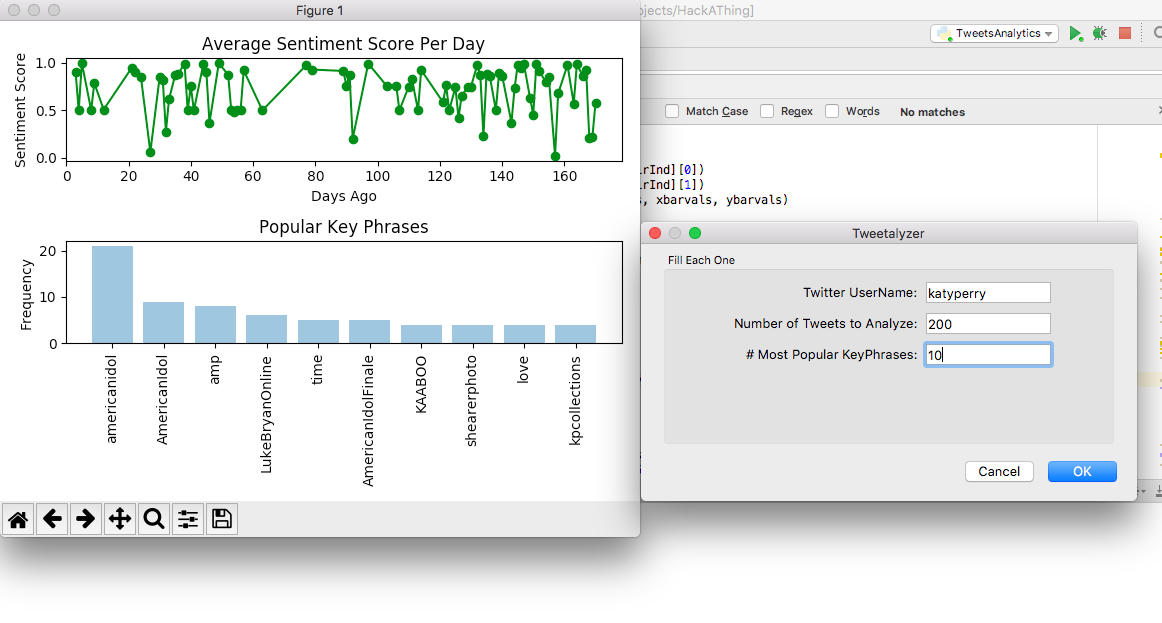 Figure 1
Average Sentiment Score Per Day
Sentiment Score
1.0
0.5
0.0
0 20 40 60 80 100 120 140 160
Days Ago
Popular Key Phrases
Frequency
20
10
0
americanidol
AmericanIdol
amp
LukeBryanOnline
time
AmericanIdolFinale
KAABOO
shearerphoto
love
kpcollections
ojects/HackAThing]
TweetsAnalytics
Match Case Regex Words No matches
rInd][0])
rInd][1])
s, xbarvals, ybarvals)
Tweetalyzer
Fill Each One
Twitter UserName: katyperry
Number of Tweets to Analyze: 200
# Most Popular KeyPhrases: 10
Cancel OK